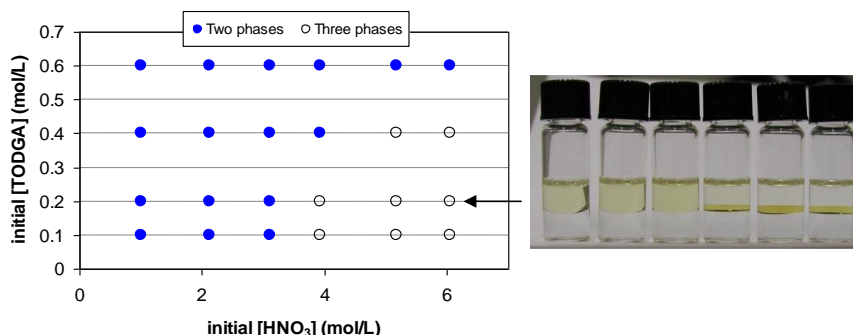 Two phases Three phases
0.7
0.6
0.5
0.4
0.3
0.2
0.1
0
initial [TODGA] (mol/L)
0 2 4 6
initial [HNO₃] (mol/L)